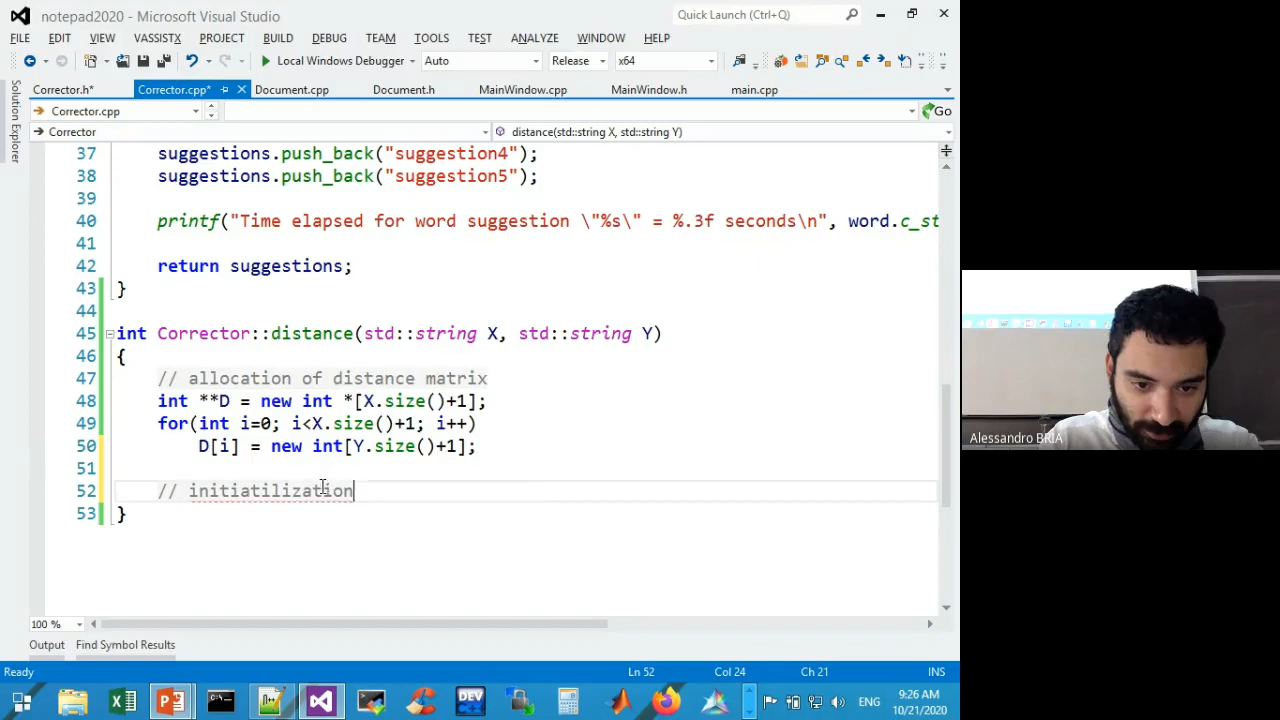 notepad2020 - Microsoft Visual Studio
Quick Launch (Ctrl+Q)
FILE EDIT VIEW VASSISTX PROJECT BUILD DEBUG TEAM TOOLS TEST ANALYZE WINDOW HELP
Local Windows Debugger Auto Release x64
Solution Explorer
Corrector.h* Corrector.cpp* Document.cpp Document.h MainWindow.cpp MainWindow.h main.cpp
Corrector.cpp Go
Corrector distance(std::string X, std::string Y)
37 suggestions.push_back("suggestion4");
38 suggestions.push_back("suggestion5");
39
40 printf("Time elapsed for word suggestion \"%s\" = %.3f seconds\n", word.c_st
41
42 return suggestions;
43 }
44
45 int Corrector::distance(std::string X, std::string Y)
46 {
47 // allocation of distance matrix
48 int **D = new int *[X.size()+1];
49 for(int i=0; i<X.size()+1; i++)
50 D[i] = new int[Y.size()+1];
51
52 // initiatilization
53 }
100 %
Output Find Symbol Results
Ready Ln 52 Col 24 Ch 21 INS
DEV
ENG
9:26 AM
10/21/2020
Alessandro BRIA